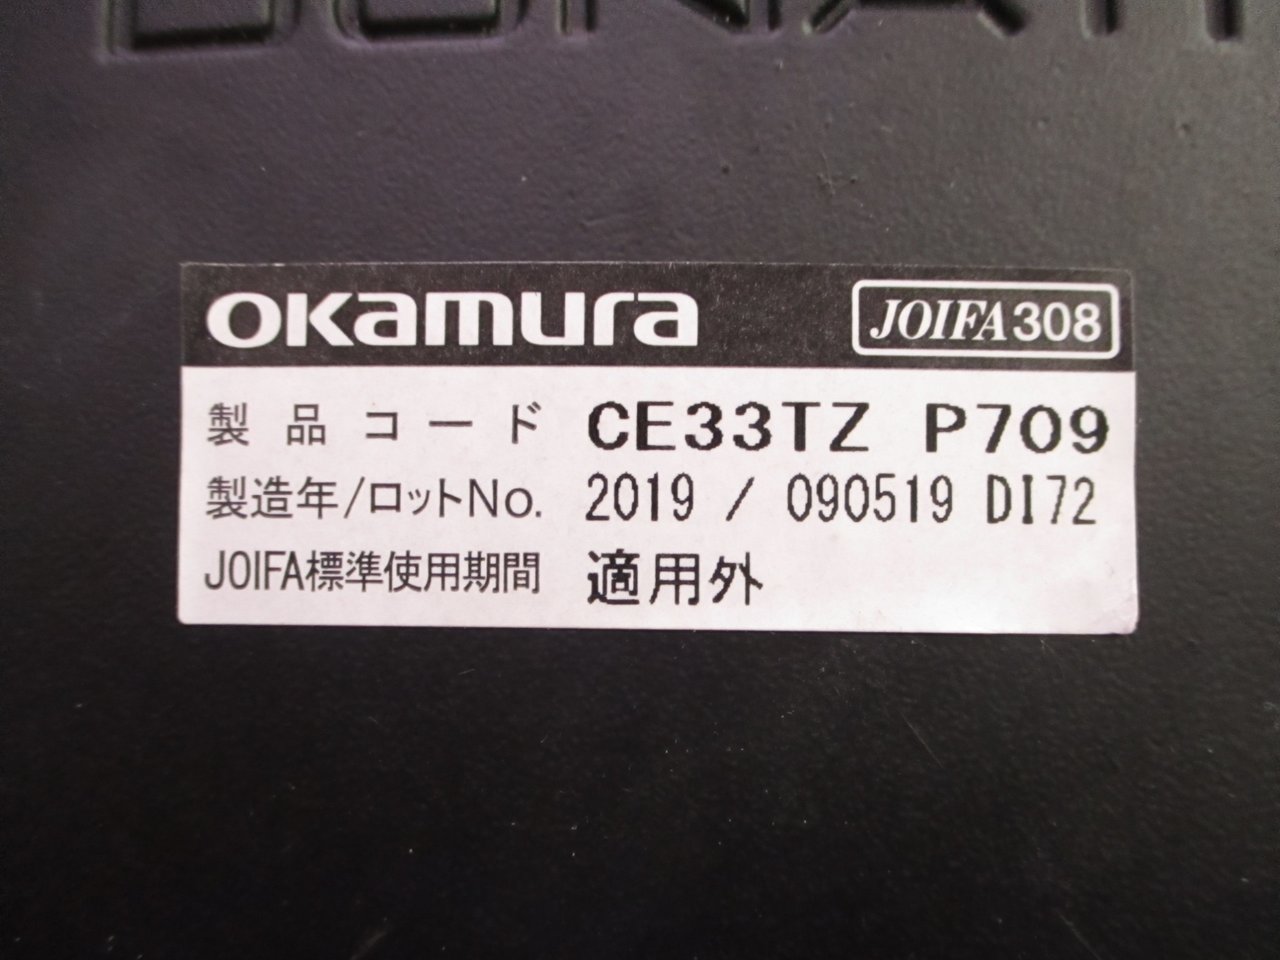 DONATI
okamura JOIFA308
製品コード CE33TZ P709
製造年/ロットNo. 2019 / 090519 DI72
JOIFA標準使用期間 適用外